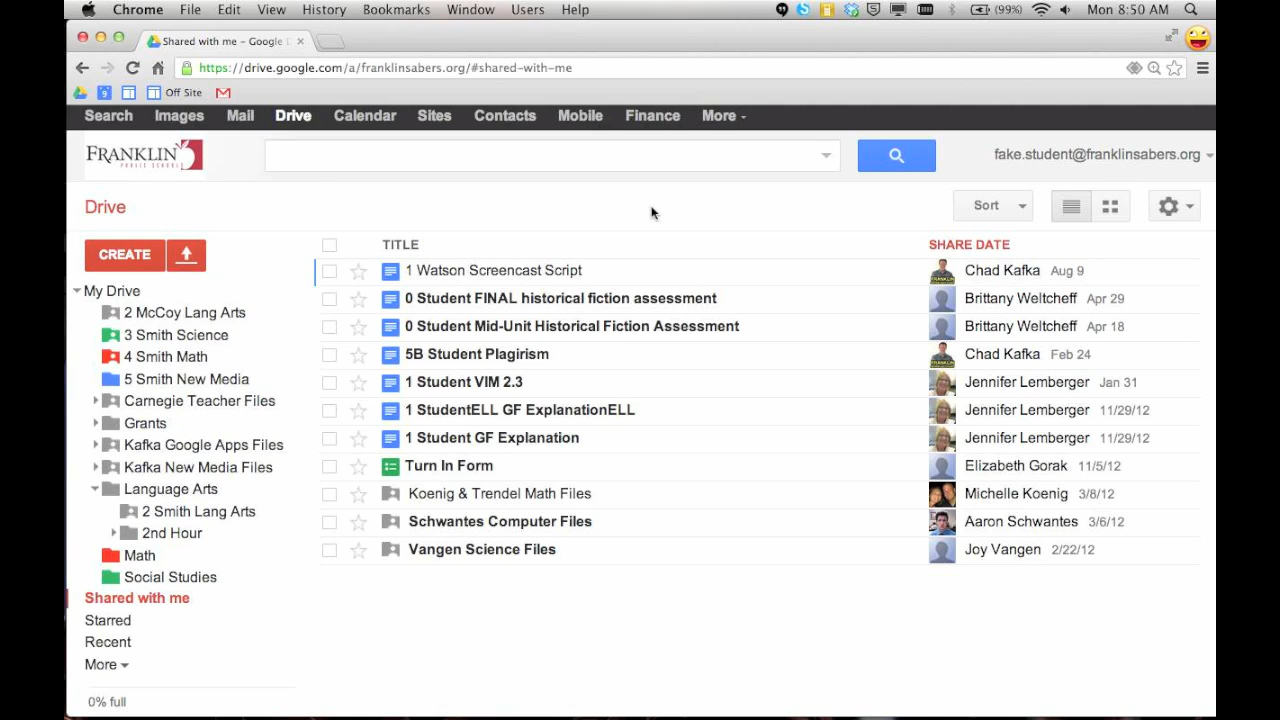 Chrome File Edit View History Bookmarks Window Users Help (99%) Mon 8:50 AM
Shared with me – Google
https://drive.google.com/a/franklinsabers.org/#shared-with-me
9 Off Site
Search Images Mail Drive Calendar Sites Contacts Mobile Finance More
FRANKLIN
PUBLIC SCHOOLS
fake.student@franklinsabers.org
Drive
Sort
CREATE
TITLE SHARE DATE
My Drive
2 McCoy Lang Arts
3 Smith Science
4 Smith Math
5 Smith New Media
Carnegie Teacher Files
Grants
Kafka Google Apps Files
Kafka New Media Files
Language Arts
2 Smith Lang Arts
2nd Hour
Math
Social Studies
Shared with me
Starred
Recent
More
0% full
1 Watson Screencast Script Chad Kafka Aug 9
0 Student FINAL historical fiction assessment Brittany Weltcheff Apr 29
0 Student Mid-Unit Historical Fiction Assessment Brittany Weltcheff Apr 18
5B Student Plagirism Chad Kafka Feb 24
1 Student VIM 2.3 Jennifer Lemberger Jan 31
1 StudentELL GF ExplanationELL Jennifer Lemberger 11/29/12
1 Student GF Explanation Jennifer Lemberger 11/29/12
Turn In Form Elizabeth Gorak 11/5/12
Koenig & Trendel Math Files Michelle Koenig 3/8/12
Schwantes Computer Files Aaron Schwantes 3/6/12
Vangen Science Files Joy Vangen 2/22/12